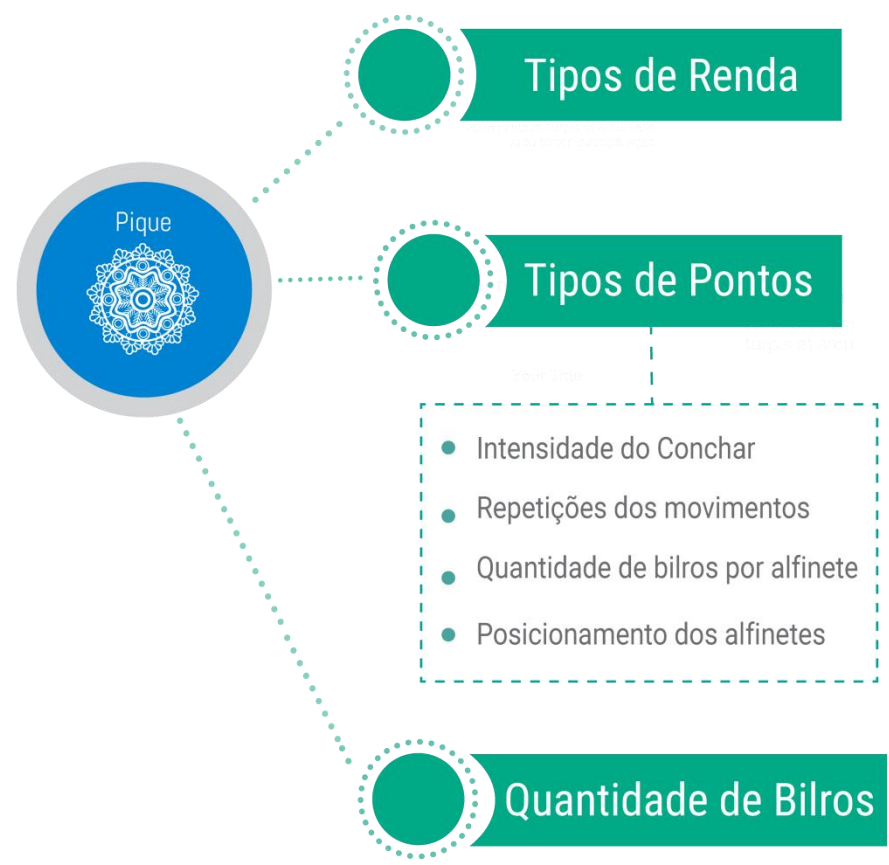 Tipos de Renda
Pique
Tipos de Pontos
Intensidade do Conchar
Repetições dos movimentos
Quantidade de bilros por alfinete
Posicionamento dos alfinetes
Quantidade de Bilros